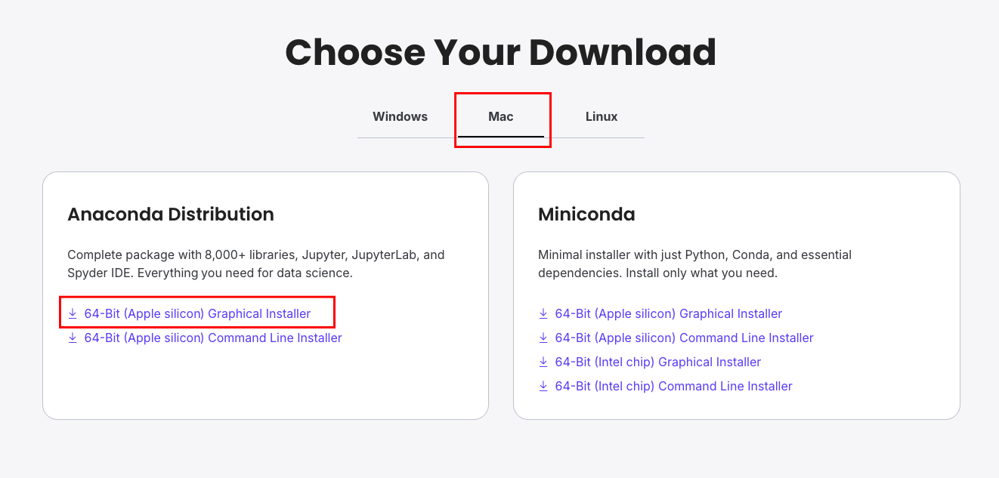 Choose Your Download
Windows
Mac
Linux
Anaconda Distribution
Complete package with 8,000+ libraries, Jupyter, JupyterLab, and
Spyder IDE. Everything you need for data science.
64-Bit (Apple silicon) Graphical Installer
64-Bit (Apple silicon) Command Line Installer
Miniconda
Minimal installer with just Python, Conda, and essential
dependencies. Install only what you need.
64-Bit (Apple silicon) Graphical Installer
64-Bit (Apple silicon) Command Line Installer
64-Bit (Intel chip) Graphical Installer
64-Bit (Intel chip) Command Line Installer